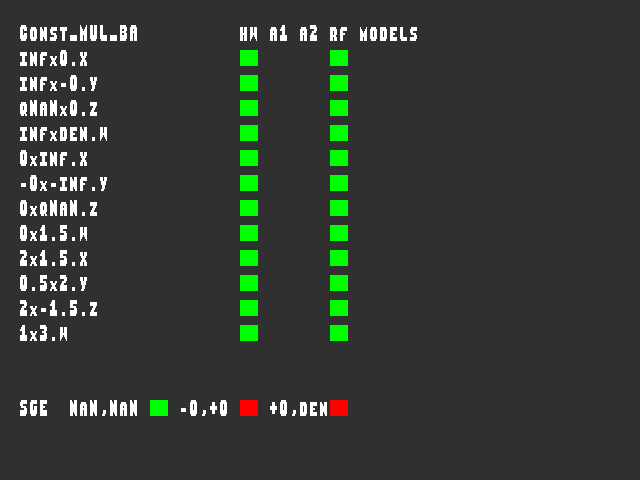 Const_MUL_BA HW A1 A2 RF MODELS
INFx0.X
INFx-0.Y
QNANx0.Z
INFxDEN.W
0xINF.X
-0x-INF.Y
0xQNAN.Z
0x1.5.W
2x1.5.X
0.5x2.Y
2x-1.5.Z
1x3.W
SGE NAN,NAN -0,+0 +0,DEN